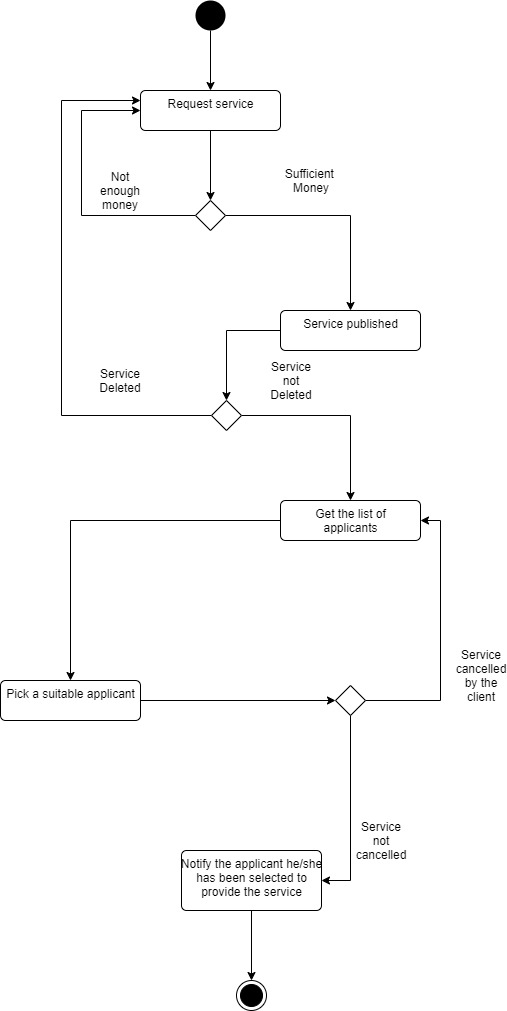 Request service
Not
enough
money
Sufficient
Money
Service published
Service
Deleted
Service
not
Deleted
Get the list of
applicants
Service
cancelled
by the
client
Pick a suitable applicant
Service
not
cancelled
Notify the applicant he/she
has been selected to
provide the service